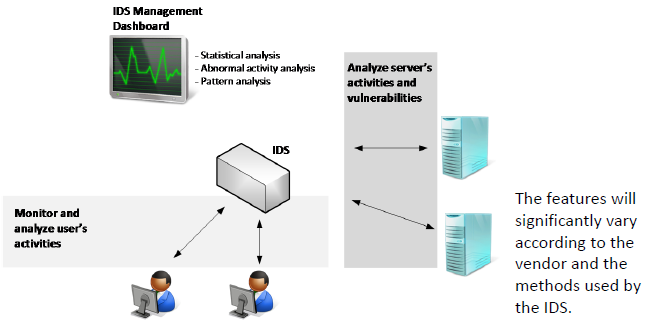 IDS Management
Dashboard
- Statistical analysis
- Abnormal activity analysis
- Pattern analysis
Analyze server's
activities and
vulnerabilities
IDS
Monitor and
analyze user's
activities
The features will
significantly vary
according to the
vendor and the
methods used by
the IDS.